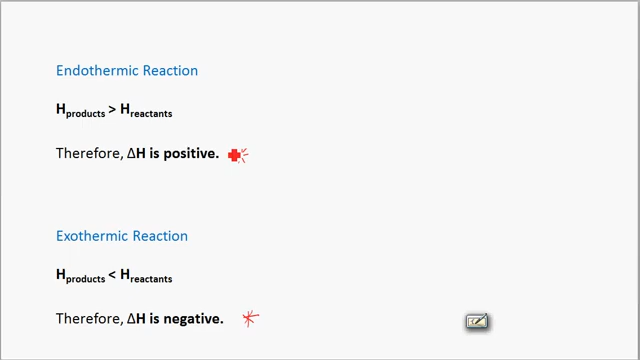 Endothermic Reaction
Hproducts > Hreactants
Therefore, ΔH is positive.
Exothermic Reaction
Hproducts < Hreactants
Therefore, ΔH is negative.